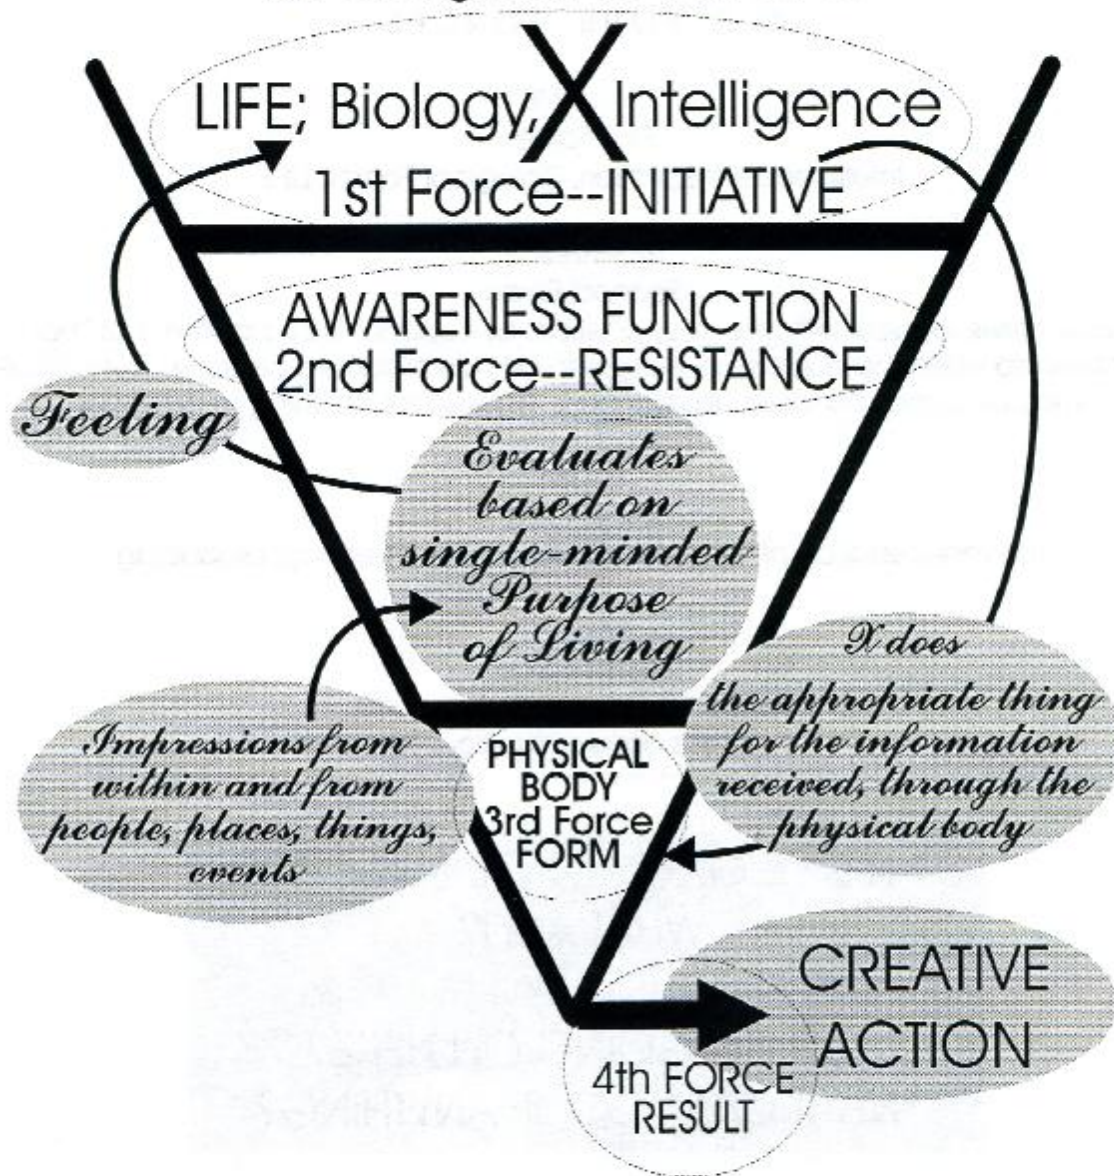 LIFE; Biology, X Intelligence
1st Force--INITIATIVE
AWARENESS FUNCTION
2nd Force--RESISTANCE
Feeling
Evaluates
based on
single-minded
Purpose
of Living
Impressions from
within and from
people, places, things,
events
X does
the appropriate thing
for the information
received, through the
physical body
PHYSICAL
BODY
3rd Force
FORM
CREATIVE
ACTION
4th FORCE
RESULT